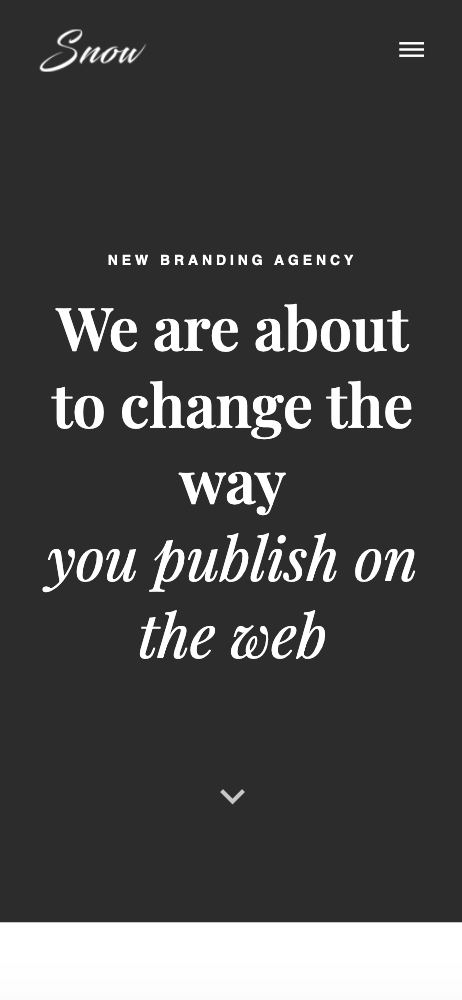 Snow
NEW BRANDING AGENCY
We are about
to change the
way
you publish on
the web